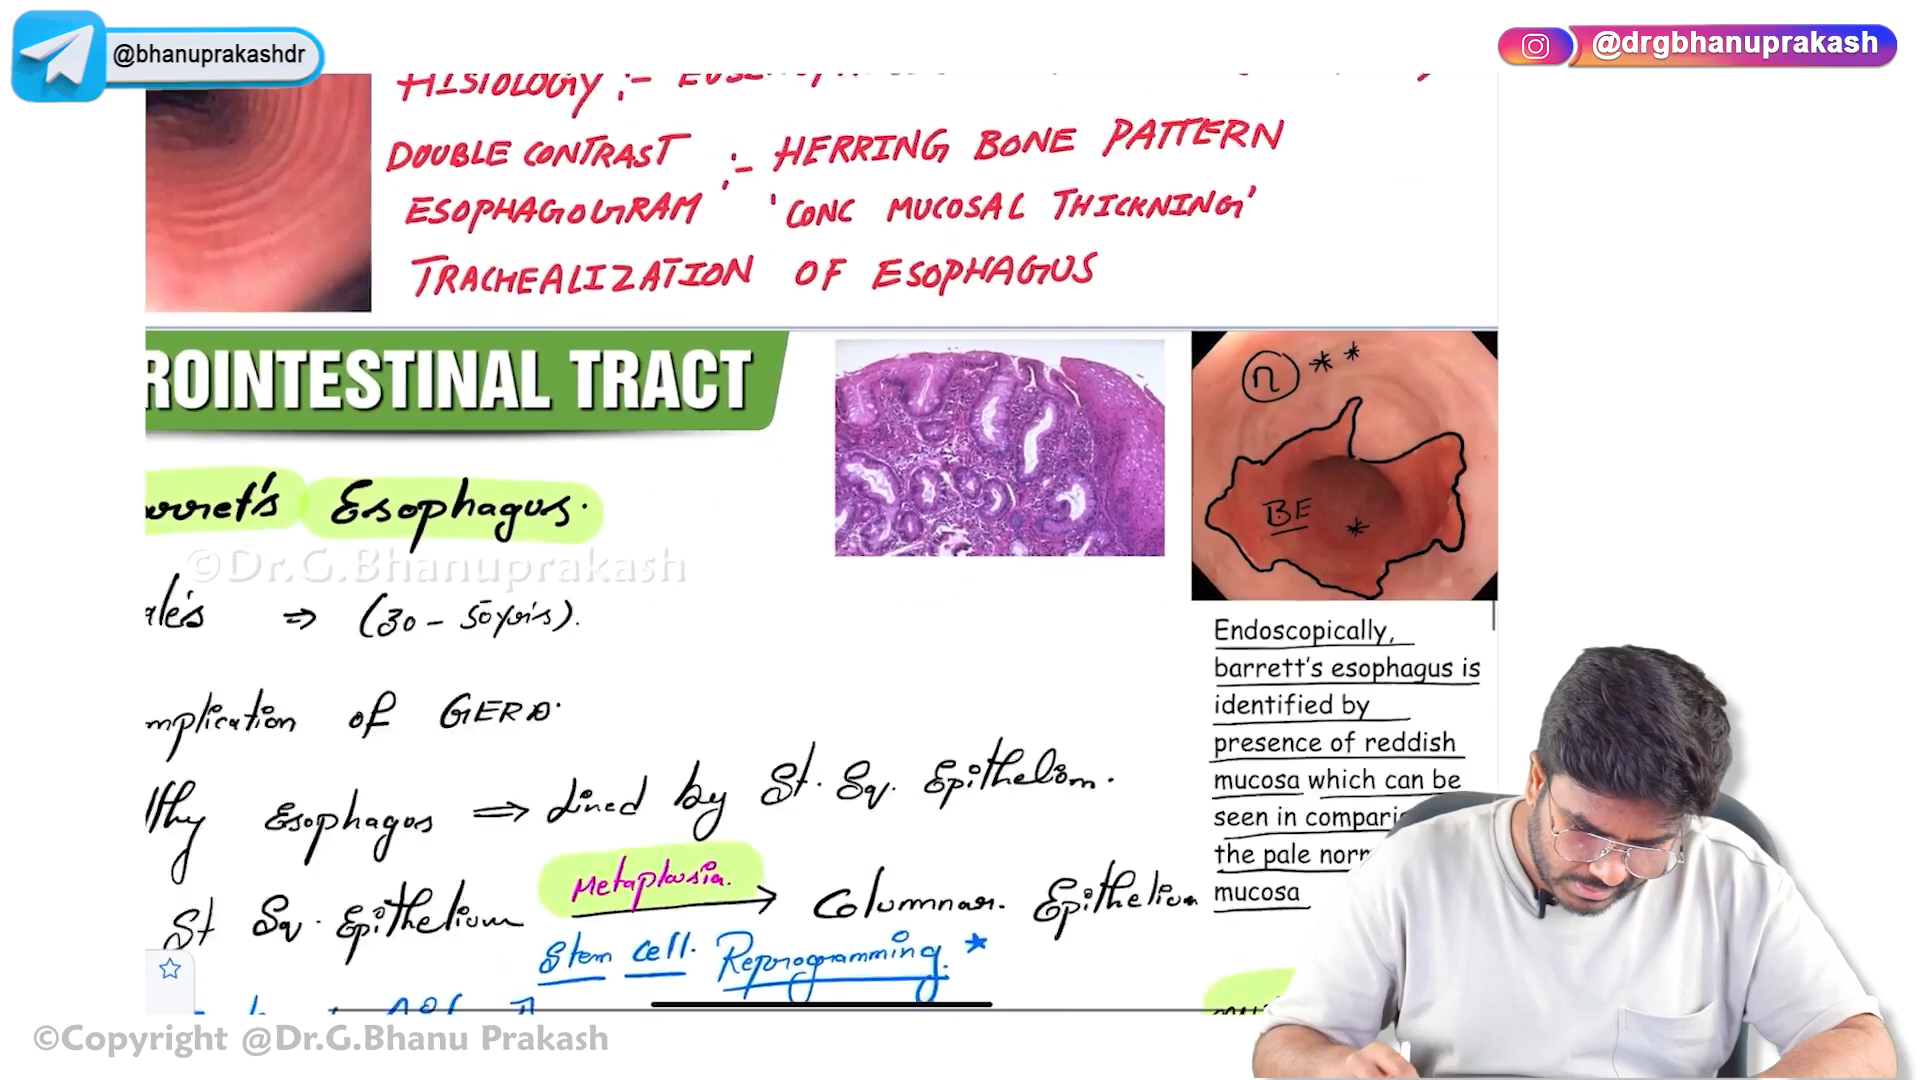 @bhanuprakashdr
@drgbhanuprakash
HISTOLOGY :-
DOUBLE CONTRAST :- HERRING BONE PATTERN
ESOPHAGOGRAM 'CONC MUCOSAL THICKNING'
TRACHEALIZATION OF ESOPHAGUS
ROINTESTINAL TRACT
n **
BE *
rret's Esophagus.
©Dr.G.Bhanuprakash
ales => (30 - 50yrs).
mplication of GERD.
lthy Esophagus => Lined by St. Sq. Epithelium.
Metaplasia.
St Sq. Epithelium → Columnar. Epithelium
Stem cell. Reprogramming. *
Endoscopically,
barrett's esophagus is
identified by
presence of reddish
mucosa which can be
seen in compari
the pale norm
mucosa
©Copyright @Dr.G.Bhanu Prakash